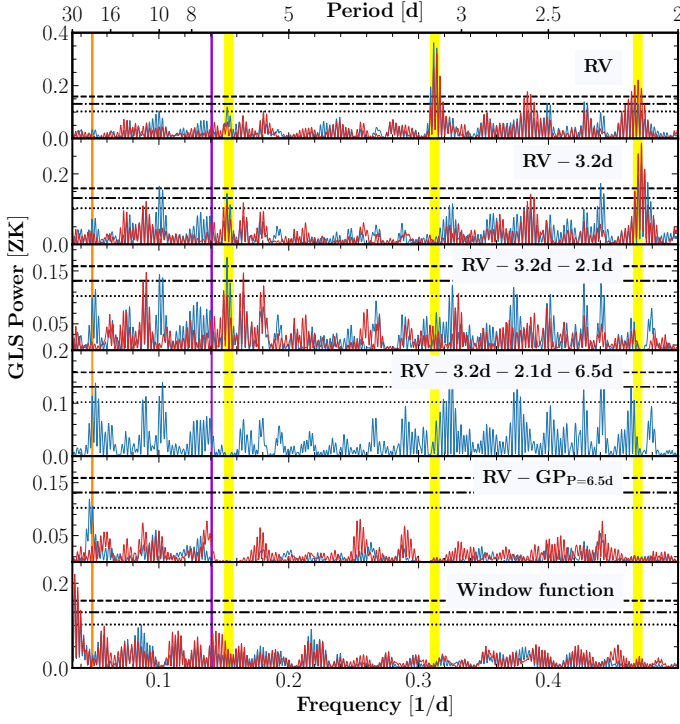 Period [d]
30 16 10 8 5 3 2.5 2
0.4
RV
0.2
0.0
RV − 3.2d
0.2
0.0
RV − 3.2d − 2.1d
0.15
0.05
0.2
RV − 3.2d − 2.1d − 6.5d
0.1
0.0
RV − GP_P=6.5d
0.15
0.05
Window function
0.2
0.0
0.1 0.2 0.3 0.4
Frequency [1/d]
GLS Power [ZK]